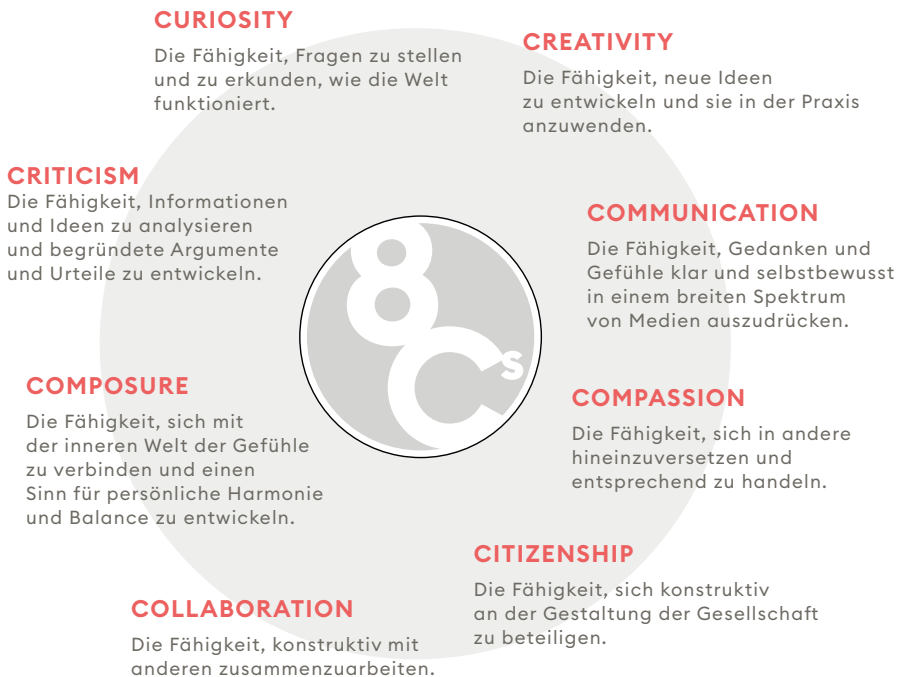 CURIOSITY
Die Fähigkeit, Fragen zu stellen
und zu erkunden, wie die Welt
funktioniert.
CREATIVITY
Die Fähigkeit, neue Ideen
zu entwickeln und sie in der Praxis
anzuwenden.
CRITICISM
Die Fähigkeit, Informationen
und Ideen zu analysieren
und begründete Argumente
und Urteile zu entwickeln.
COMMUNICATION
Die Fähigkeit, Gedanken und
Gefühle klar und selbstbewusst
in einem breiten Spektrum
von Medien auszudrücken.
8
Cs
COMPOSURE
Die Fähigkeit, sich mit
der inneren Welt der Gefühle
zu verbinden und einen
Sinn für persönliche Harmonie
und Balance zu entwickeln.
COMPASSION
Die Fähigkeit, sich in andere
hineinzuversetzen und
entsprechend zu handeln.
COLLABORATION
Die Fähigkeit, konstruktiv mit
anderen zusammenzuarbeiten.
CITIZENSHIP
Die Fähigkeit, sich konstruktiv
an der Gestaltung der Gesellschaft
zu beteiligen.